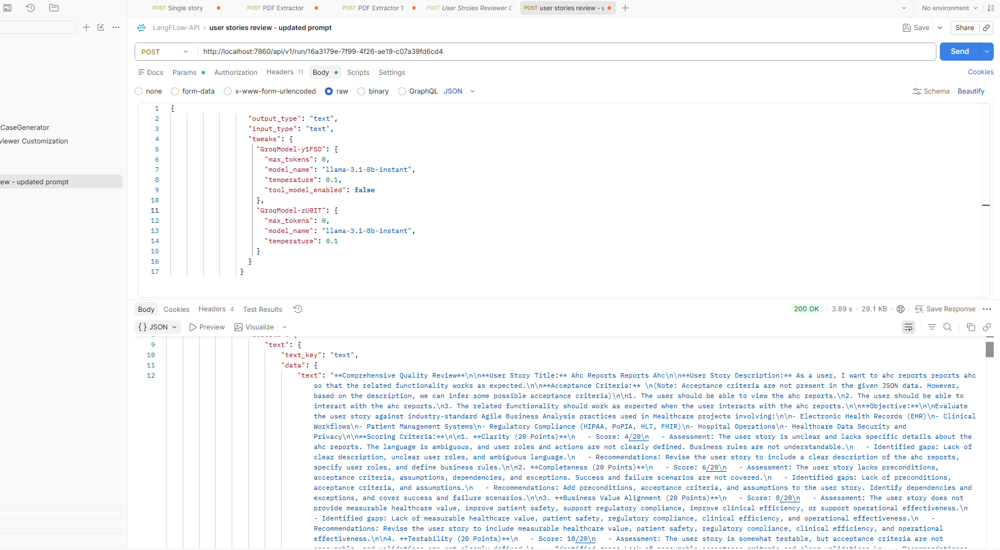 POST Single story
POST PDF Extractor
POST PDF Extractor 1
POST User Stroies Reviewer C
POST user stories review - u
No environment
LangFLow-API > user stories review - updated prompt
Save
Share
POST
http://localhost:7860/api/v1/run/16a3179e-7f99-4f26-ae19-c07a39fd6cd4
Send
Docs Params Authorization Headers 11 Body Scripts Settings
Cookies
none form-data x-www-form-urlencoded raw binary GraphQL JSON
Schema Beautify
CaseGenerator
viewer Customization
ew - updated prompt
1 {
2 "output_type": "text",
3 "input_type": "text",
4 "tweaks": {
5 "GroqModel-y1FSD": {
6 "max_tokens": 0,
7 "model_name": "llama-3.1-8b-instant",
8 "temperature": 0.1,
9 "tool_model_enabled": false
10 },
11 "GroqModel-zU0IT": {
12 "max_tokens": 0,
13 "model_name": "llama-3.1-8b-instant",
14 "temperature": 0.1
15 }
16 }
17 }
Body Cookies Headers 4 Test Results
200 OK • 3.89 s • 29.1 KB • e.g. Save Response
{} JSON Preview Visualize
9 "text": {
10 "text_key": "text",
11 "data": {
12 "text": "**Comprehensive Quality Review**\n\n**User Story Title:** Ahc Reports Reports Ahc\n\n**User Story Description:** As a user, I want to ahc reports reports ahc
so that the related functionality works as expected.\n\n**Acceptance Criteria:** \n(Note: Acceptance criteria are not present in the given JSON data. However,
based on the description, we can infer some possible acceptance criteria)\n\n1. The user should be able to view the ahc reports.\n2. The user should be able to
interact with the ahc reports.\n3. The related functionality should work as expected when the user interacts with the ahc reports.\n\n**Objective:**\n\nEvaluate
the user story against industry-standard Agile Business Analysis practices used in Healthcare projects involving:\n\n- Electronic Health Records (EHR)\n- Clinical
Workflows\n- Patient Management Systems\n- Regulatory Compliance (HIPAA, PoPIA, HL7, FHIR)\n- Hospital Operations\n- Healthcare Data Security and
Privacy\n\n**Scoring Criteria:**\n\n1. **Clarity (20 Points)**\n   - Score: 4/20\n   - Assessment: The user story is unclear and lacks specific details about the
ahc reports. The language is ambiguous, and user roles and actions are not clearly defined. Business rules are not understandable.\n   - Identified gaps: Lack of
clear description, unclear user roles, and ambiguous language.\n   - Recommendations: Revise the user story to include a clear description of the ahc reports,
specify user roles, and define business rules.\n\n2. **Completeness (20 Points)**\n   - Score: 6/20\n   - Assessment: The user story lacks preconditions,
acceptance criteria, assumptions, dependencies, and exceptions. Success and failure scenarios are not covered.\n   - Identified gaps: Lack of preconditions,
acceptance criteria, and assumptions.\n   - Recommendations: Add preconditions, acceptance criteria, and assumptions to the user story. Identify dependencies and
exceptions, and cover success and failure scenarios.\n\n3. **Business Value Alignment (20 Points)**\n   - Score: 8/20\n   - Assessment: The user story does not
provide measurable healthcare value, improve patient safety, support regulatory compliance, improve clinical efficiency, or support operational effectiveness.\n
- Identified gaps: Lack of measurable healthcare value, patient safety, regulatory compliance, clinical efficiency, and operational effectiveness.\n   -
Recommendations: Revise the user story to include measurable healthcare value, patient safety, regulatory compliance, clinical efficiency, and operational
effectiveness.\n\n4. **Testability (20 Points)**\n   - Score: 10/20\n   - Assessment: The user story is somewhat testable, but acceptance criteria are not